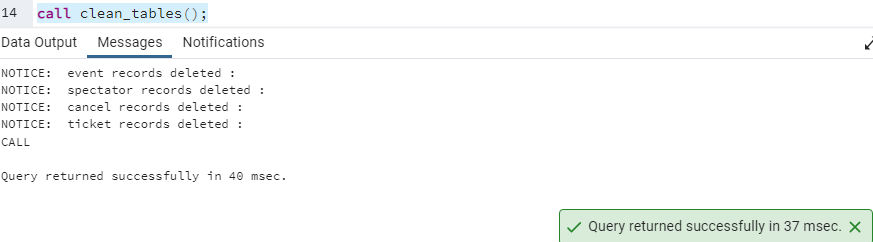 14 call clean_tables();
Data Output Messages Notifications
NOTICE:  event records deleted :
NOTICE:  spectator records deleted :
NOTICE:  cancel records deleted :
NOTICE:  ticket records deleted :
CALL
Query returned successfully in 40 msec.
Query returned successfully in 37 msec.